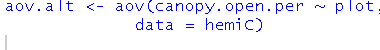 aov.alt <- aov(canopy.open.per ~ plot,
data = hemiC)